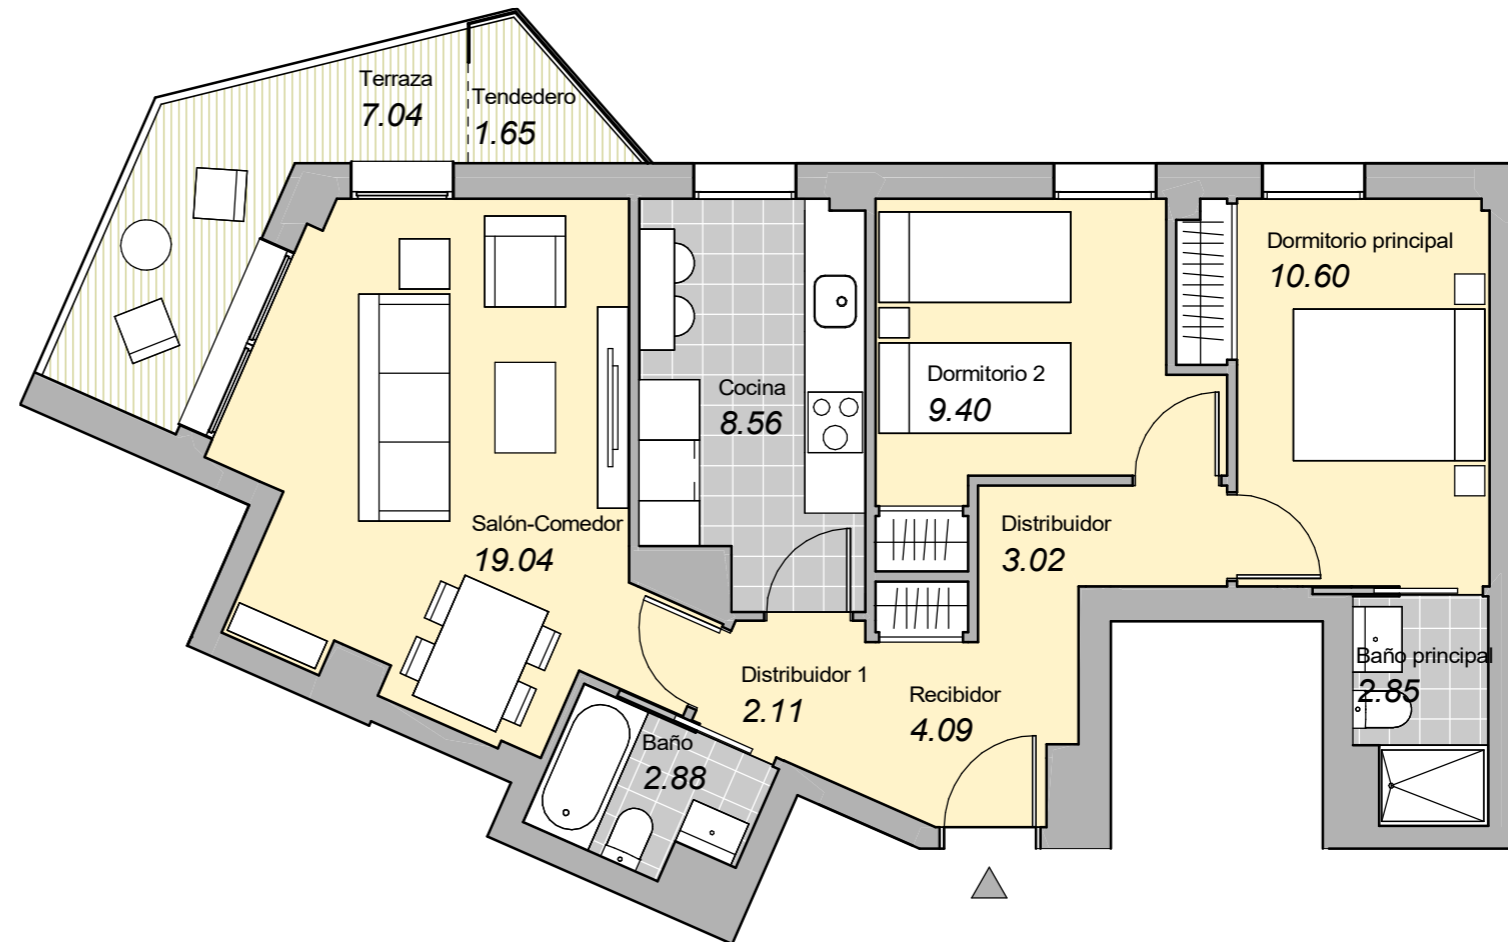 Terraza
7.04
Tendedero
1.65
Dormitorio principal
10.60
Cocina
8.56
Dormitorio 2
9.40
Salón-Comedor
19.04
Distribuidor
3.02
Distribuidor 1
2.11
Recibidor
4.09
Baño principal
2.85
Baño
2.88